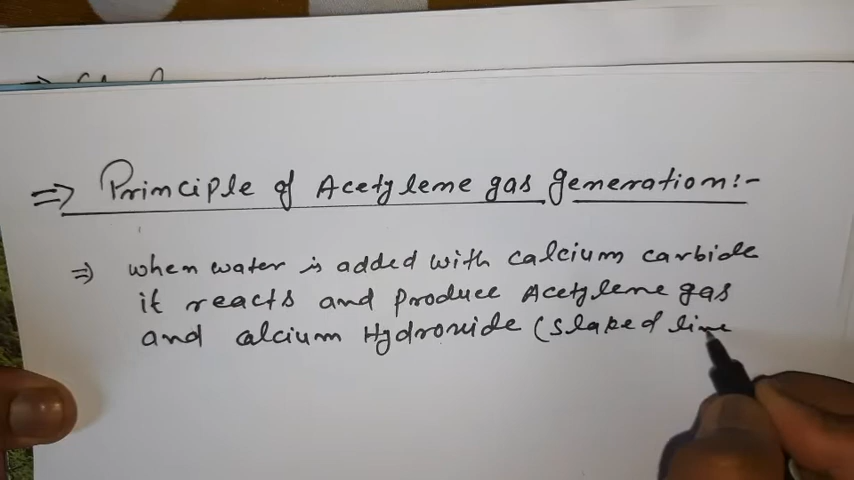 ⇒ Principle of Acetylene gas generation:-
⇒ when water is added with calcium carbide
it reacts and produce Acetylene gas
and calcium Hydroxide (slaked lime